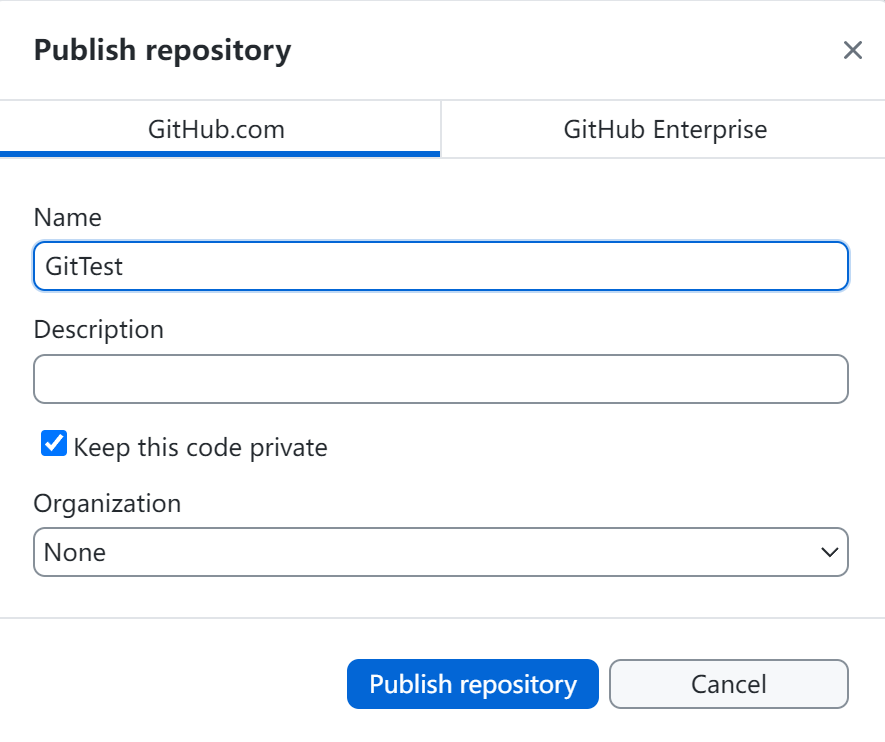 Publish repository
GitHub.com GitHub Enterprise
Name
GitTest
Description
Keep this code private
Organization
None
Publish repository Cancel